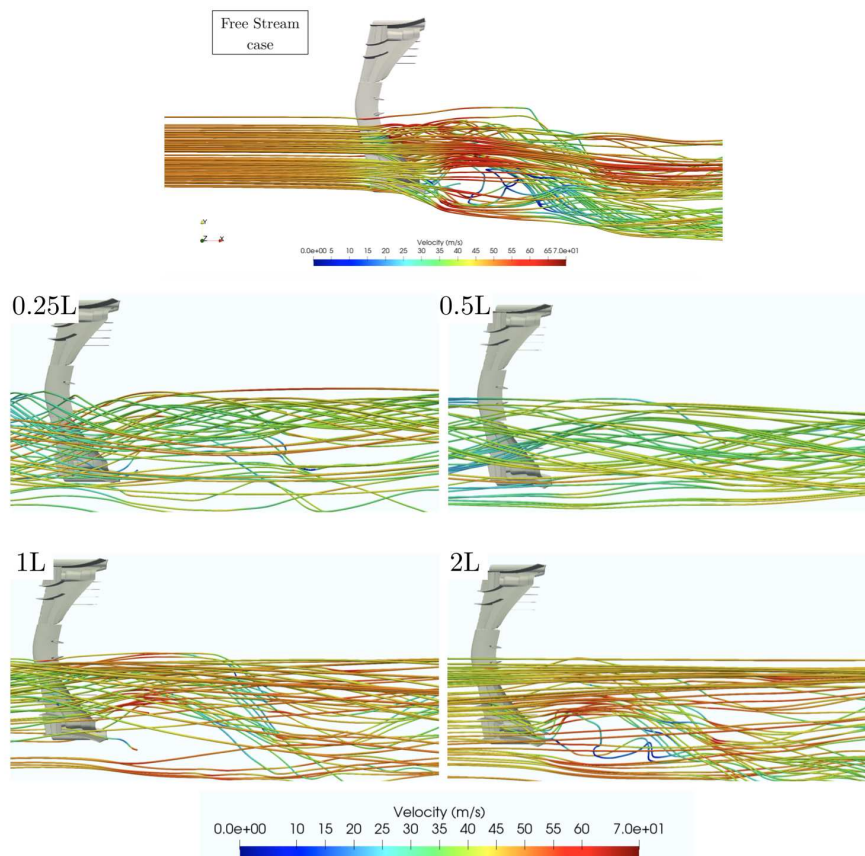 Free Stream
case
Y
Z X
Velocity (m/s)
0.0e+00 5 10 15 20 25 30 35 40 45 50 55 60 65 7.0e+01
0.25L
0.5L
1L
2L
Velocity (m/s)
0.0e+00 10 15 20 25 30 35 40 45 50 55 60 7.0e+01